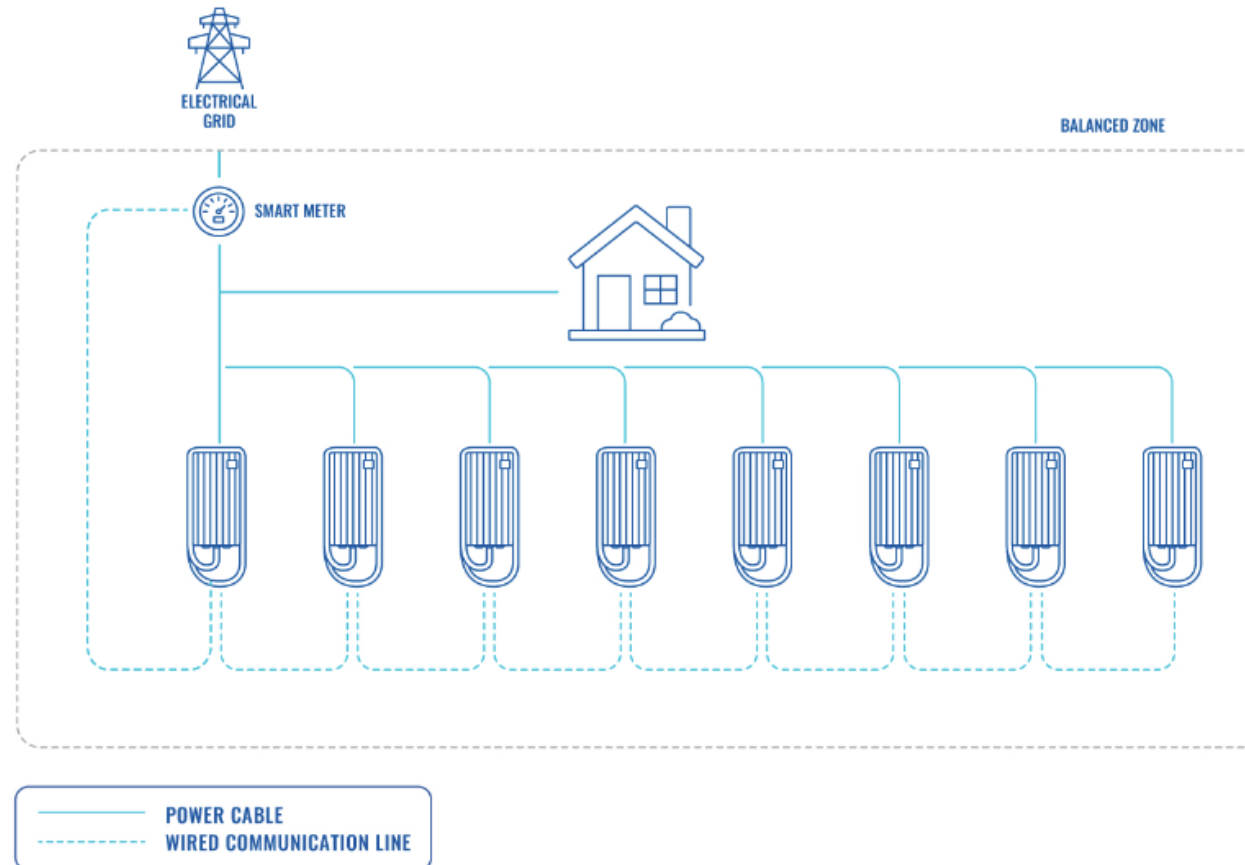 ELECTRICAL
GRID
BALANCED ZONE
SMART METER
POWER CABLE
WIRED COMMUNICATION LINE